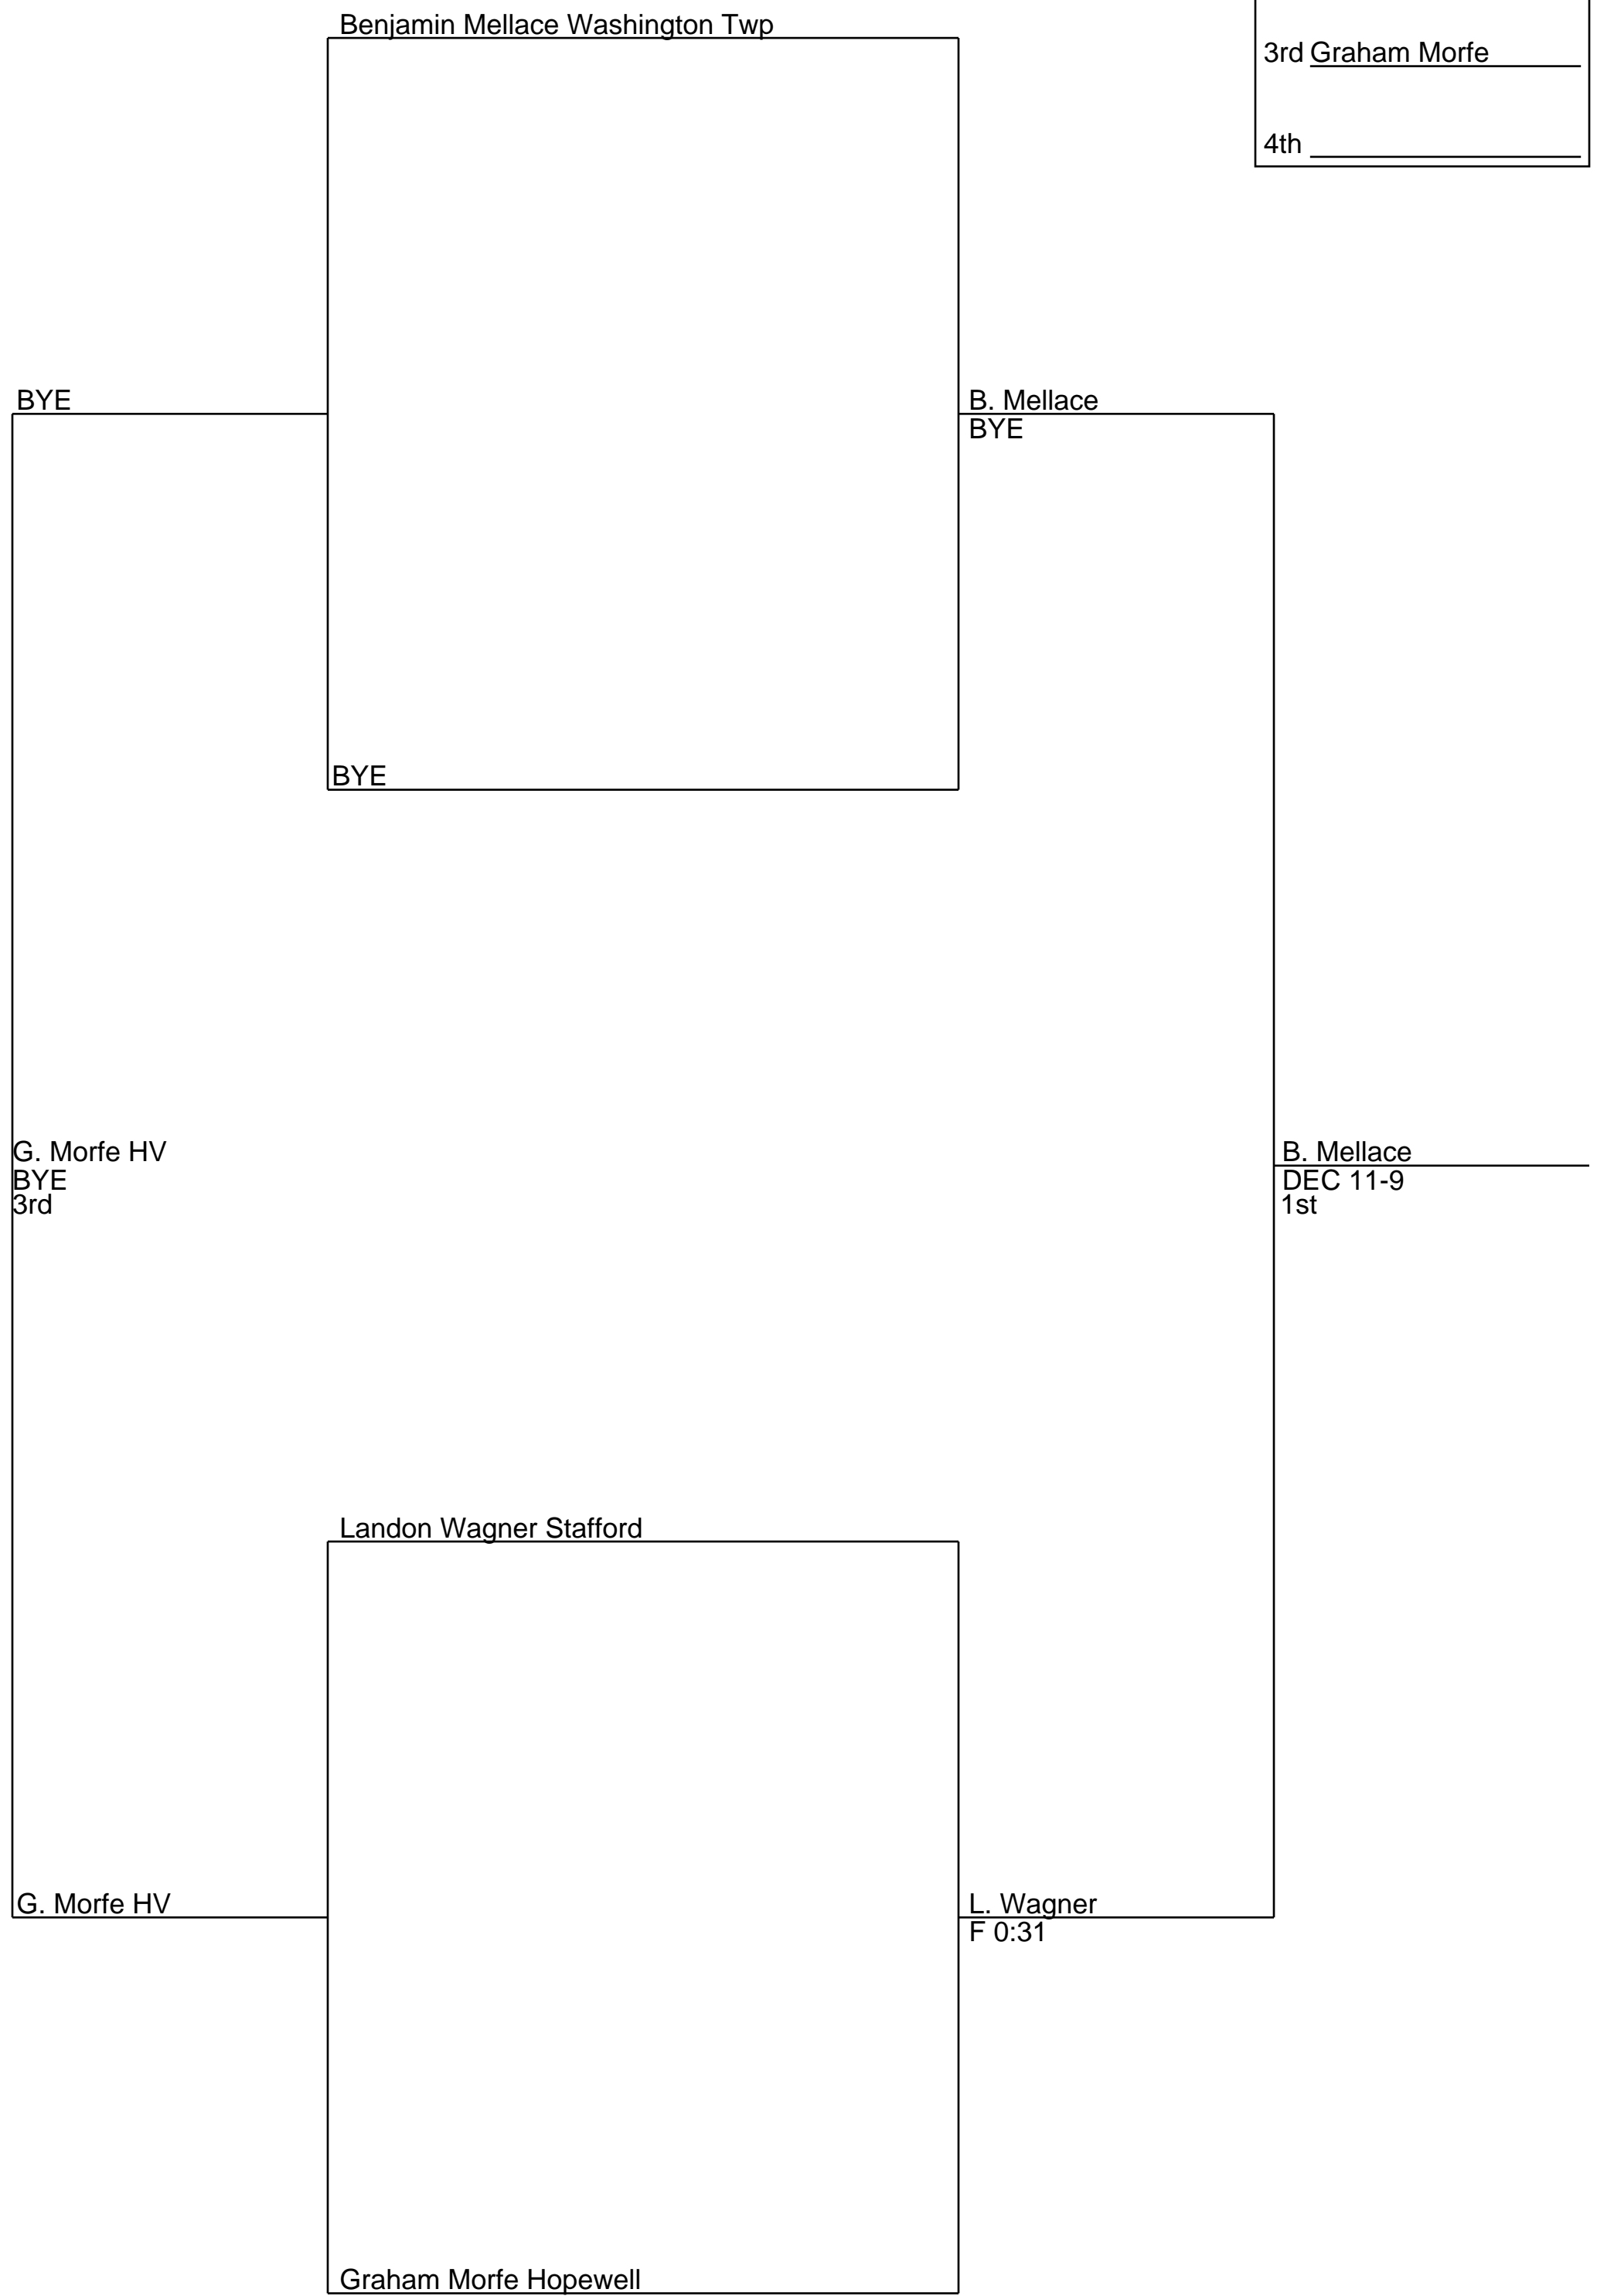 Benjamin Mellace Washington Twp
3rd Graham Morfe
4th
BYE
B. Mellace
BYE
BYE
G. Morfe HV
BYE
3rd
B. Mellace
DEC 11-9
1st
Landon Wagner Stafford
G. Morfe HV
L. Wagner
F 0:31
Graham Morfe Hopewell